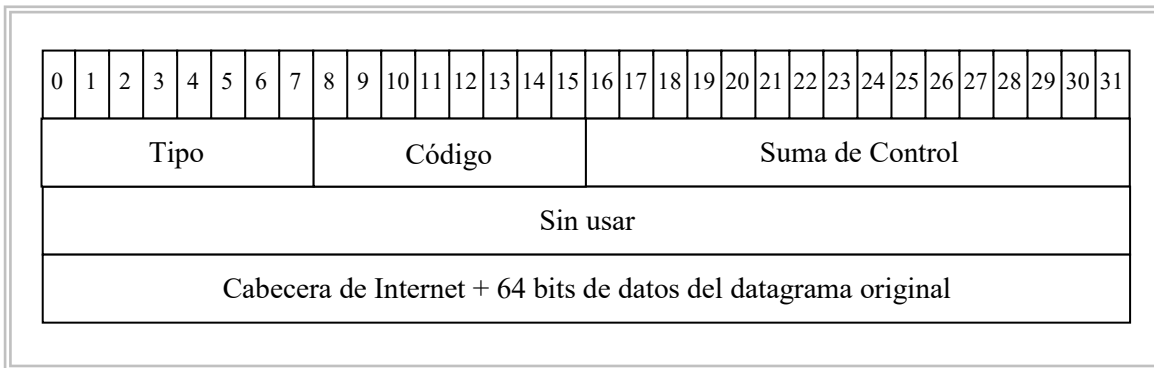 0 1 2 3 4 5 6 7 8 9 10 11 12 13 14 15 16 17 18 19 20 21 22 23 24 25 26 27 28 29 30 31
Tipo Código Suma de Control
Sin usar
Cabecera de Internet + 64 bits de datos del datagrama original